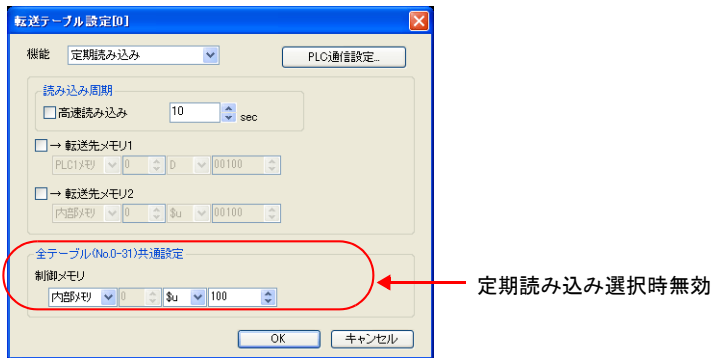 転送テーブル設定[0]
機能 定期読み込み PLC通信設定...
読み込み周期
高速読み込み 10 sec
→ 転送先メモリ1
PLC1メモリ 0 D 00100
→ 転送先メモリ2
内部メモリ 0 $u 00100
全テーブル(No.0-31)共通設定
制御メモリ
内部メモリ 0 $u 100
定期読み込み選択時無効
OK キャンセル